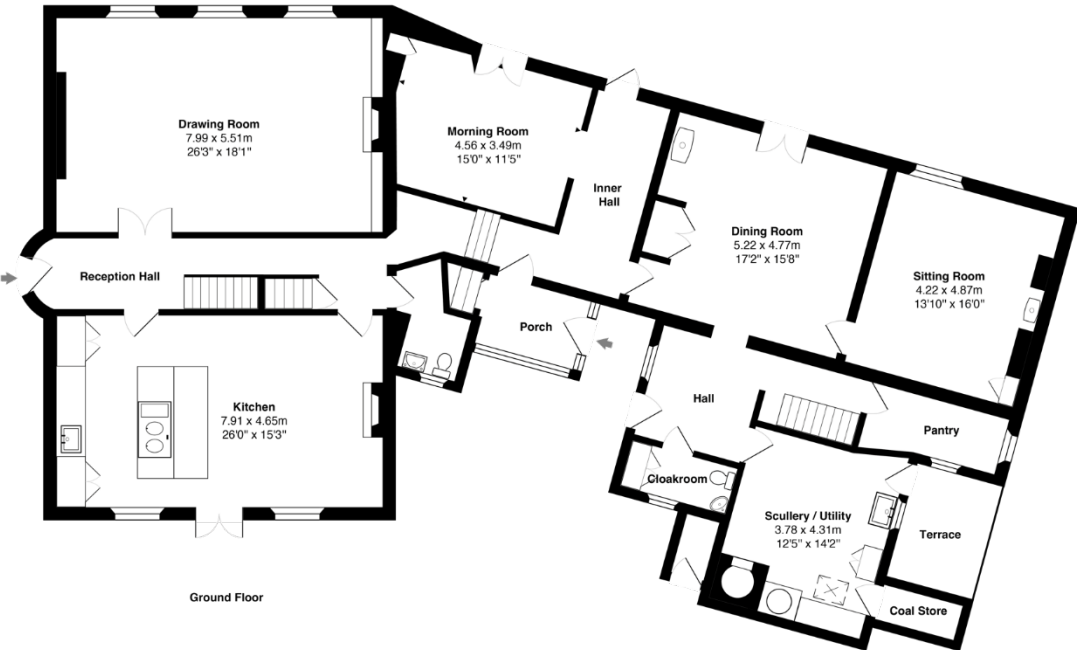 Drawing Room
7.99 x 5.51m
26'3" x 18'1"
Morning Room
4.56 x 3.49m
15'0" x 11'5"
Inner
Hall
Dining Room
5.22 x 4.77m
17'2" x 15'8"
Sitting Room
4.22 x 4.87m
13'10" x 16'0"
Reception Hall
Porch
Kitchen
7.91 x 4.65m
26'0" x 15'3"
Hall
Pantry
Cloakroom
Scullery / Utility
3.78 x 4.31m
12'5" x 14'2"
Terrace
Coal Store
Ground Floor